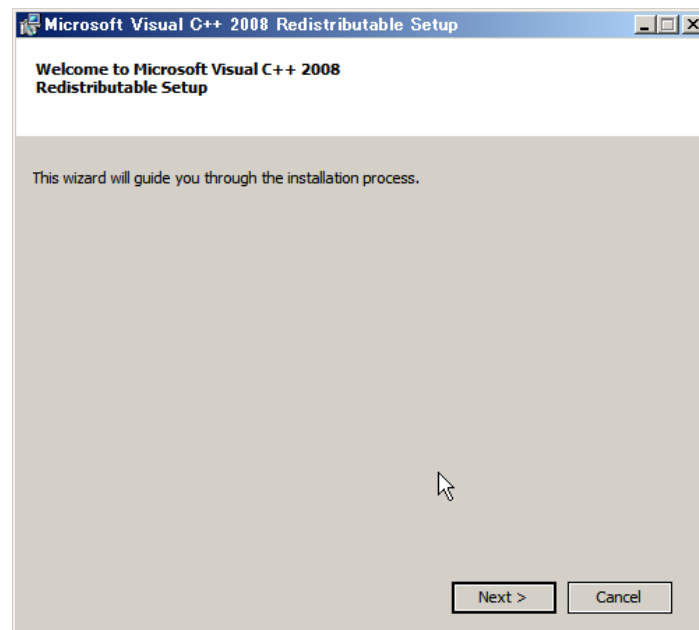 Microsoft Visual C++ 2008 Redistributable Setup
Welcome to Microsoft Visual C++ 2008
Redistributable Setup
This wizard will guide you through the installation process.
Next >
Cancel